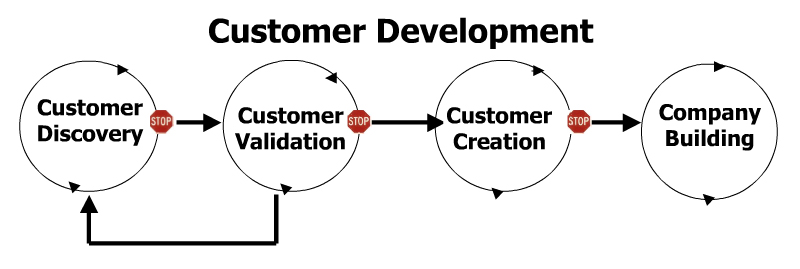 Customer Development
Customer
Discovery
STOP
Customer
Validation
STOP
Customer
Creation
STOP
Company
Building